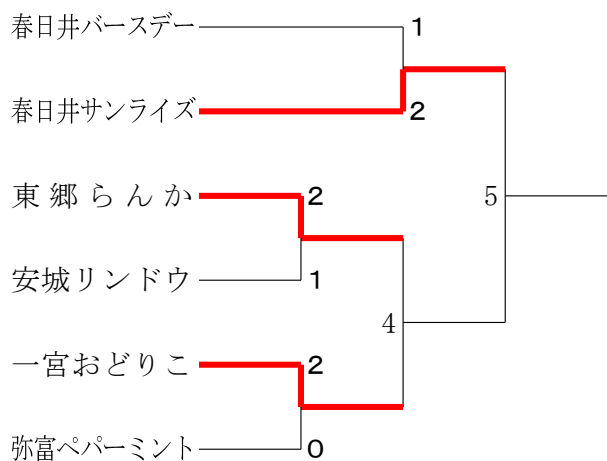 春日井バースデー 1
春日井サンライズ 2
東郷らんか 2
5
安城リンドウ 1
4
一宮おどりこ 2
弥富ペパーミント 0